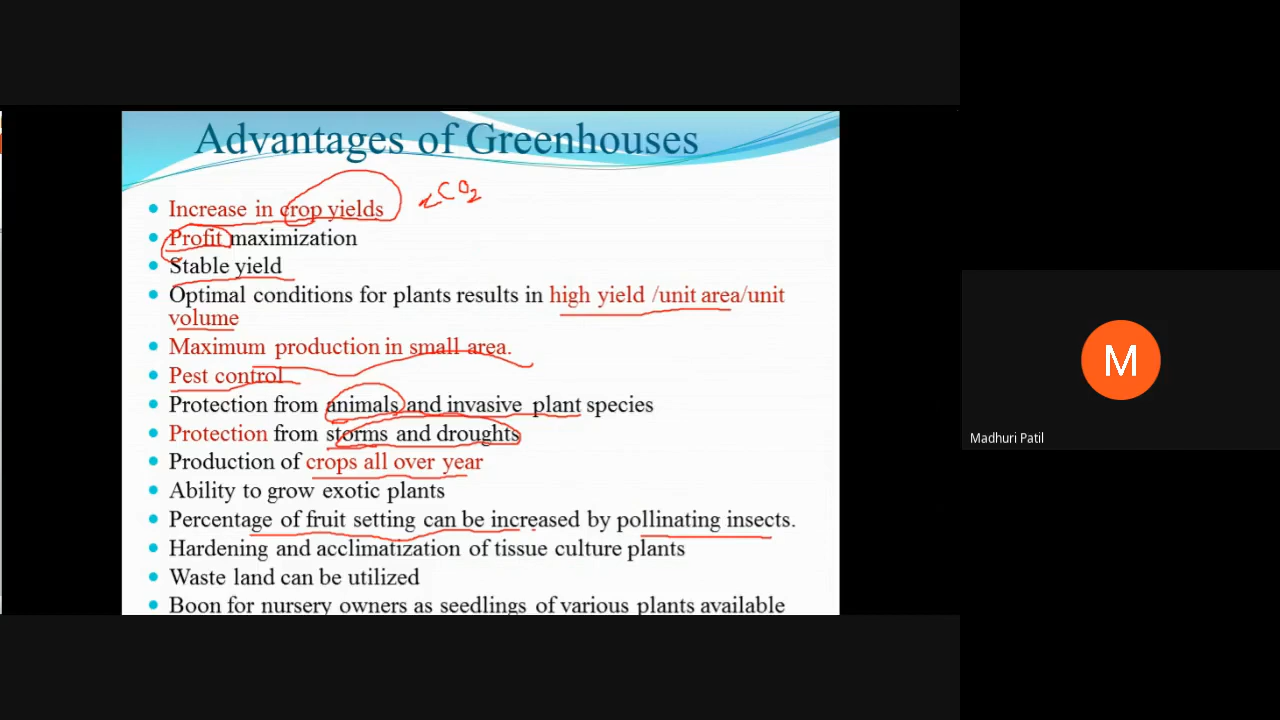 Advantages of Greenhouses
Increase in crop yields
CO2
Profit maximization
Stable yield
Optimal conditions for plants results in high yield /unit area/unit
volume
Maximum production in small area.
Pest control
Protection from animals and invasive plant species
Protection from storms and droughts
Production of crops all over year
Ability to grow exotic plants
Percentage of fruit setting can be increased by pollinating insects.
Hardening and acclimatization of tissue culture plants
Waste land can be utilized
Boon for nursery owners as seedlings of various plants available
M
Madhuri Patil